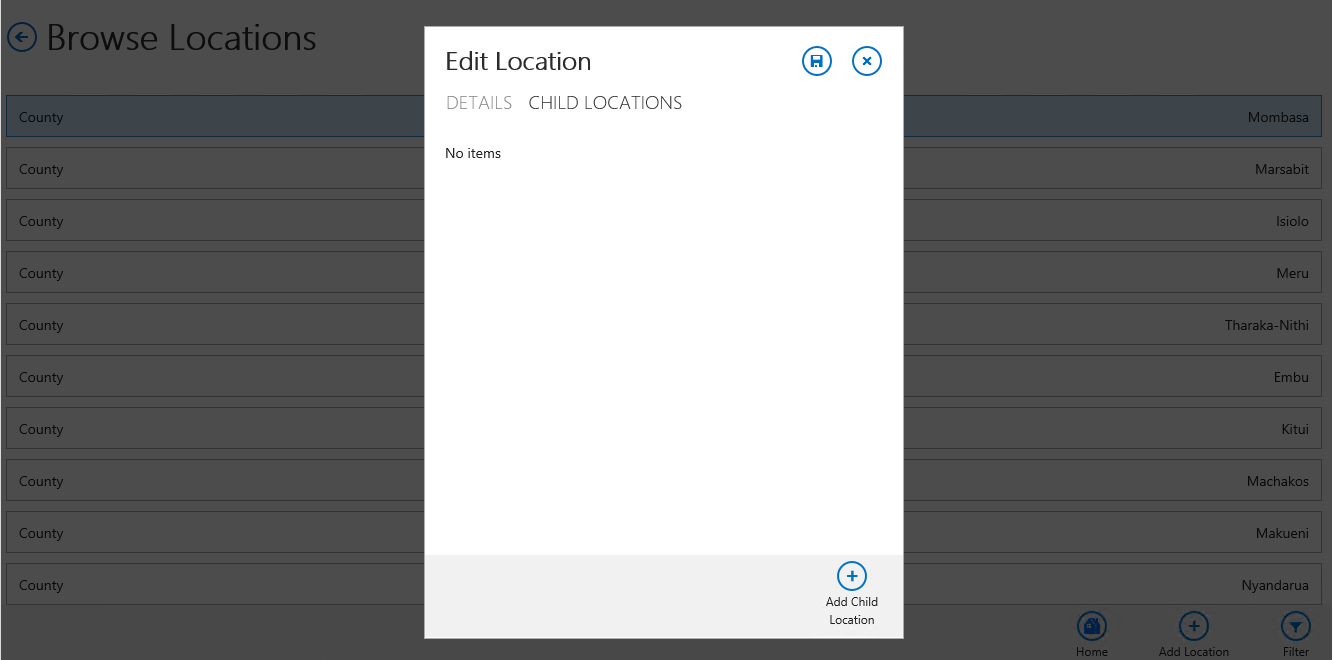 Browse Locations
Edit Location
DETAILS CHILD LOCATIONS
No items
County Mombasa
County Marsabit
County Isiolo
County Meru
County Tharaka-Nithi
County Embu
County Kitui
County Machakos
County Makueni
County Nyandarua
Add Child
Location
Home Add Location Filter